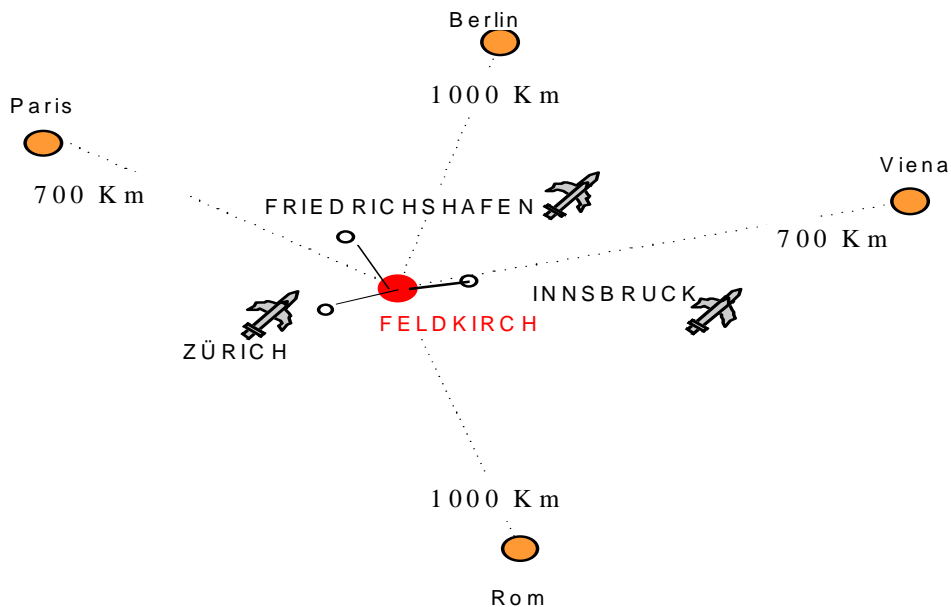 Berlin
1000 Km
Paris
Viena
700 Km
FRIEDRICHSHAFEN
700 Km
INNSBRUCK
FELDKIRCH
ZÜRICH
1000 Km
Rom